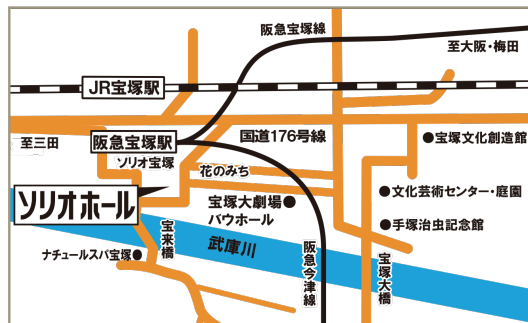 阪急宝塚線
至大阪・梅田
JR宝塚駅
至三田
阪急宝塚駅
国道176号線
宝塚文化創造館
ソリオ宝塚
花のみち
文化芸術センター・庭園
ソリオホール
宝塚大劇場
バウホール
手塚治虫記念館
宝来橋
武庫川
ナチュールスパ宝塚
阪急今津線
宝塚大橋